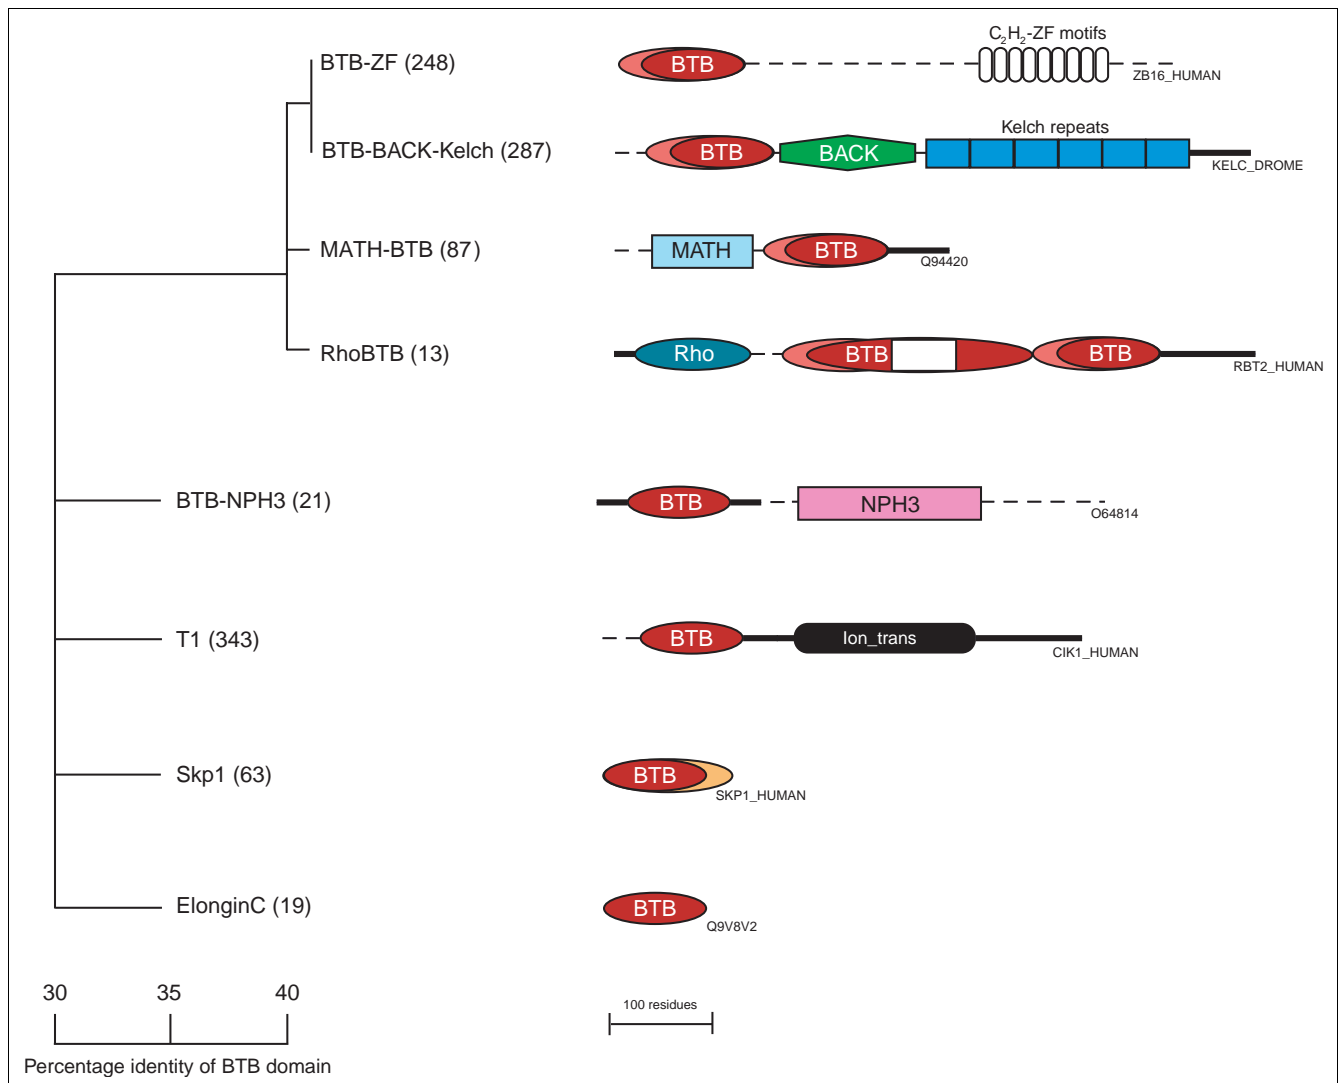 BTB-ZF (248)
BTB
C2H2-ZF motifs
ZB16_HUMAN
BTB-BACK-Kelch (287)
BTB
BACK
Kelch repeats
KELC_DROME
MATH-BTB (87)
MATH
BTB
Q94420
RhoBTB (13)
Rho
BTB
BTB
RBT2_HUMAN
BTB-NPH3 (21)
BTB
NPH3
O64814
T1 (343)
BTB
Ion_trans
CIK1_HUMAN
Skp1 (63)
BTB
SKP1_HUMAN
ElonginC (19)
BTB
Q9V8V2
30 35 40
Percentage identity of BTB domain
100 residues